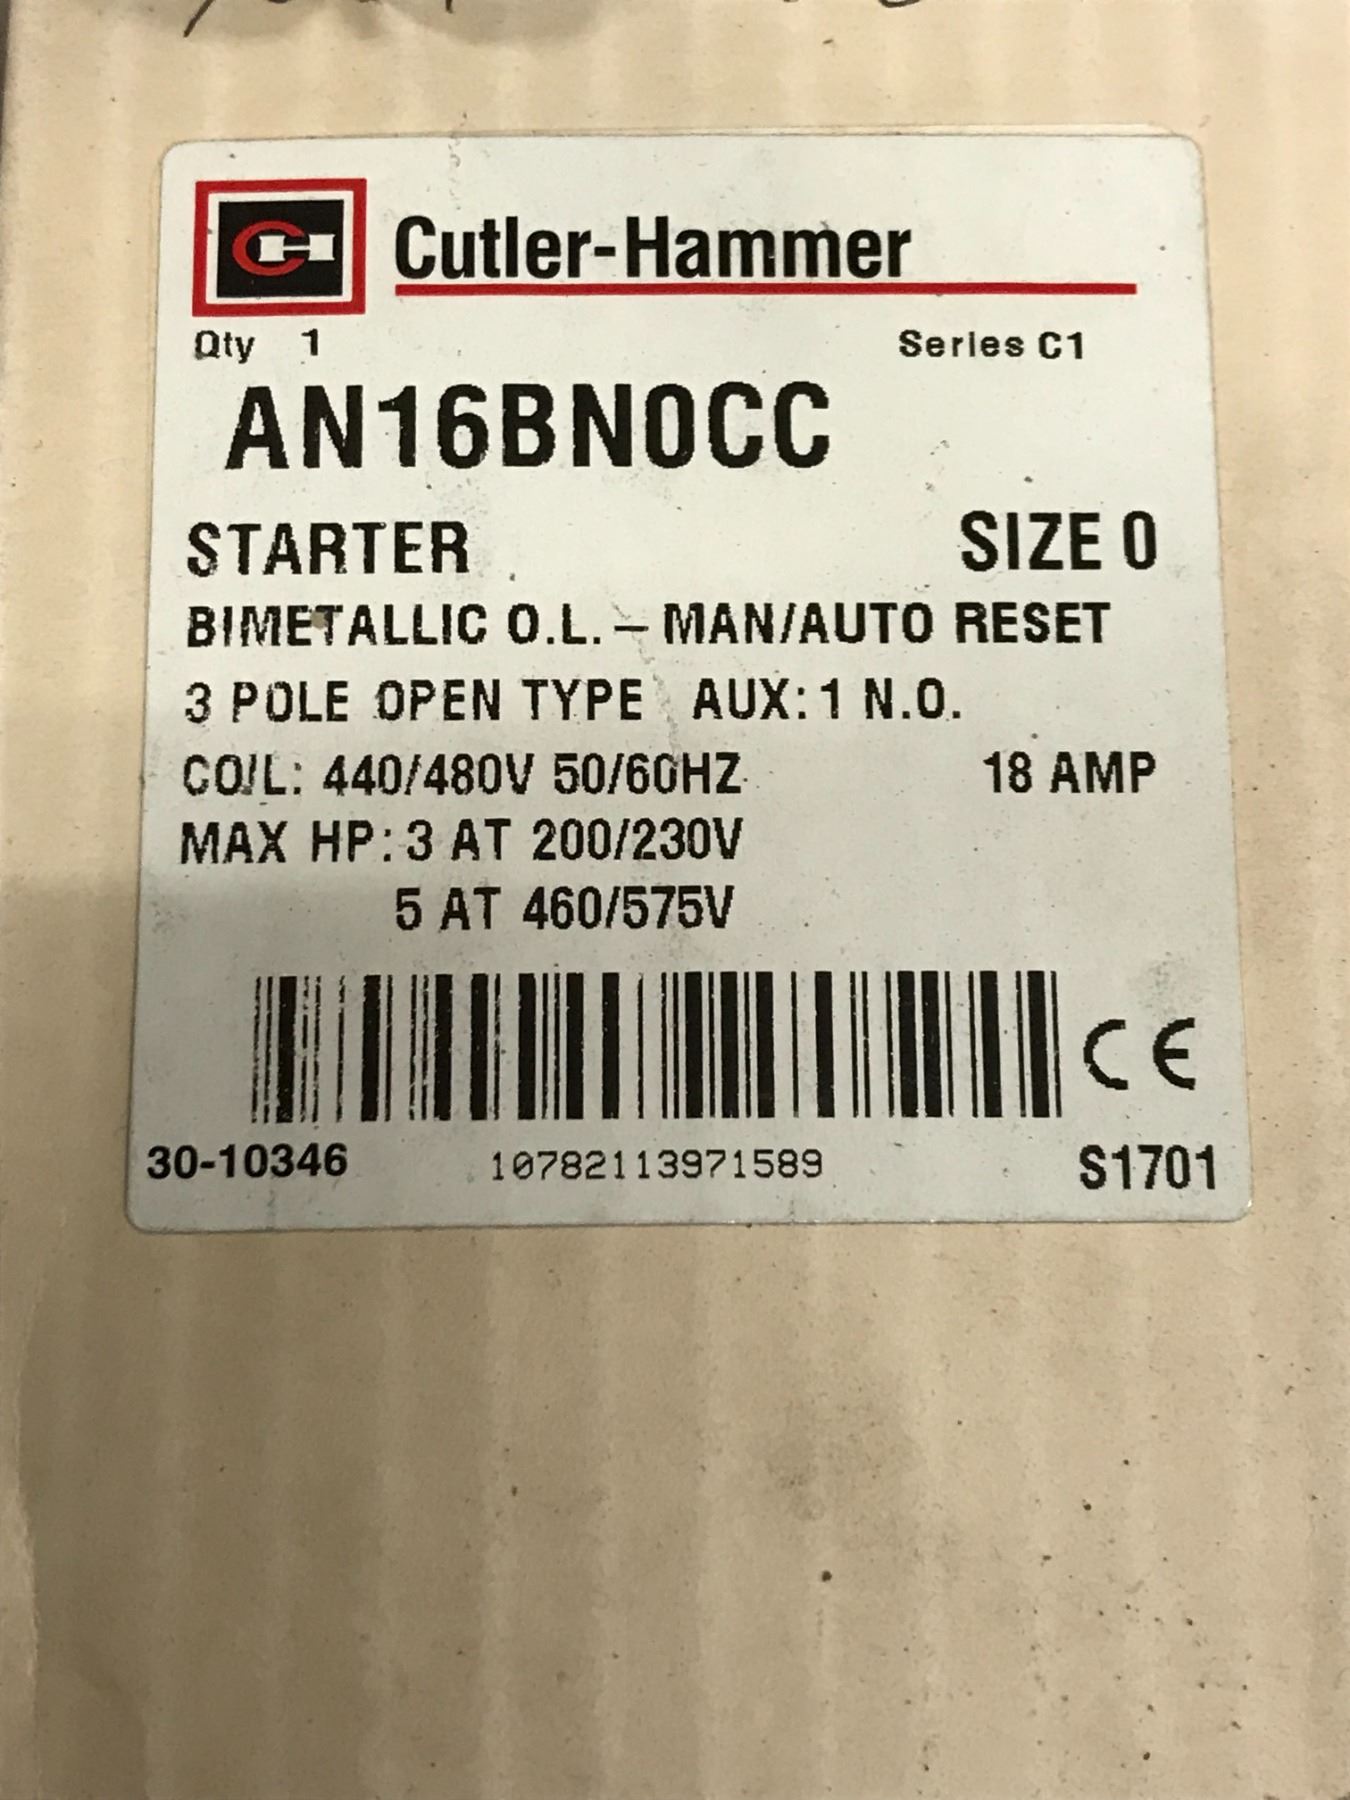 CH Cutler-Hammer
Qty 1 Series C1
AN16BN0CC
STARTER SIZE 0
BIMETALLIC O.L. – MAN/AUTO RESET
3 POLE OPEN TYPE AUX: 1 N.O.
COIL: 440/480V 50/60HZ 18 AMP
MAX HP: 3 AT 200/230V
5 AT 460/575V
CE
30-10346 10782113971589 S1701